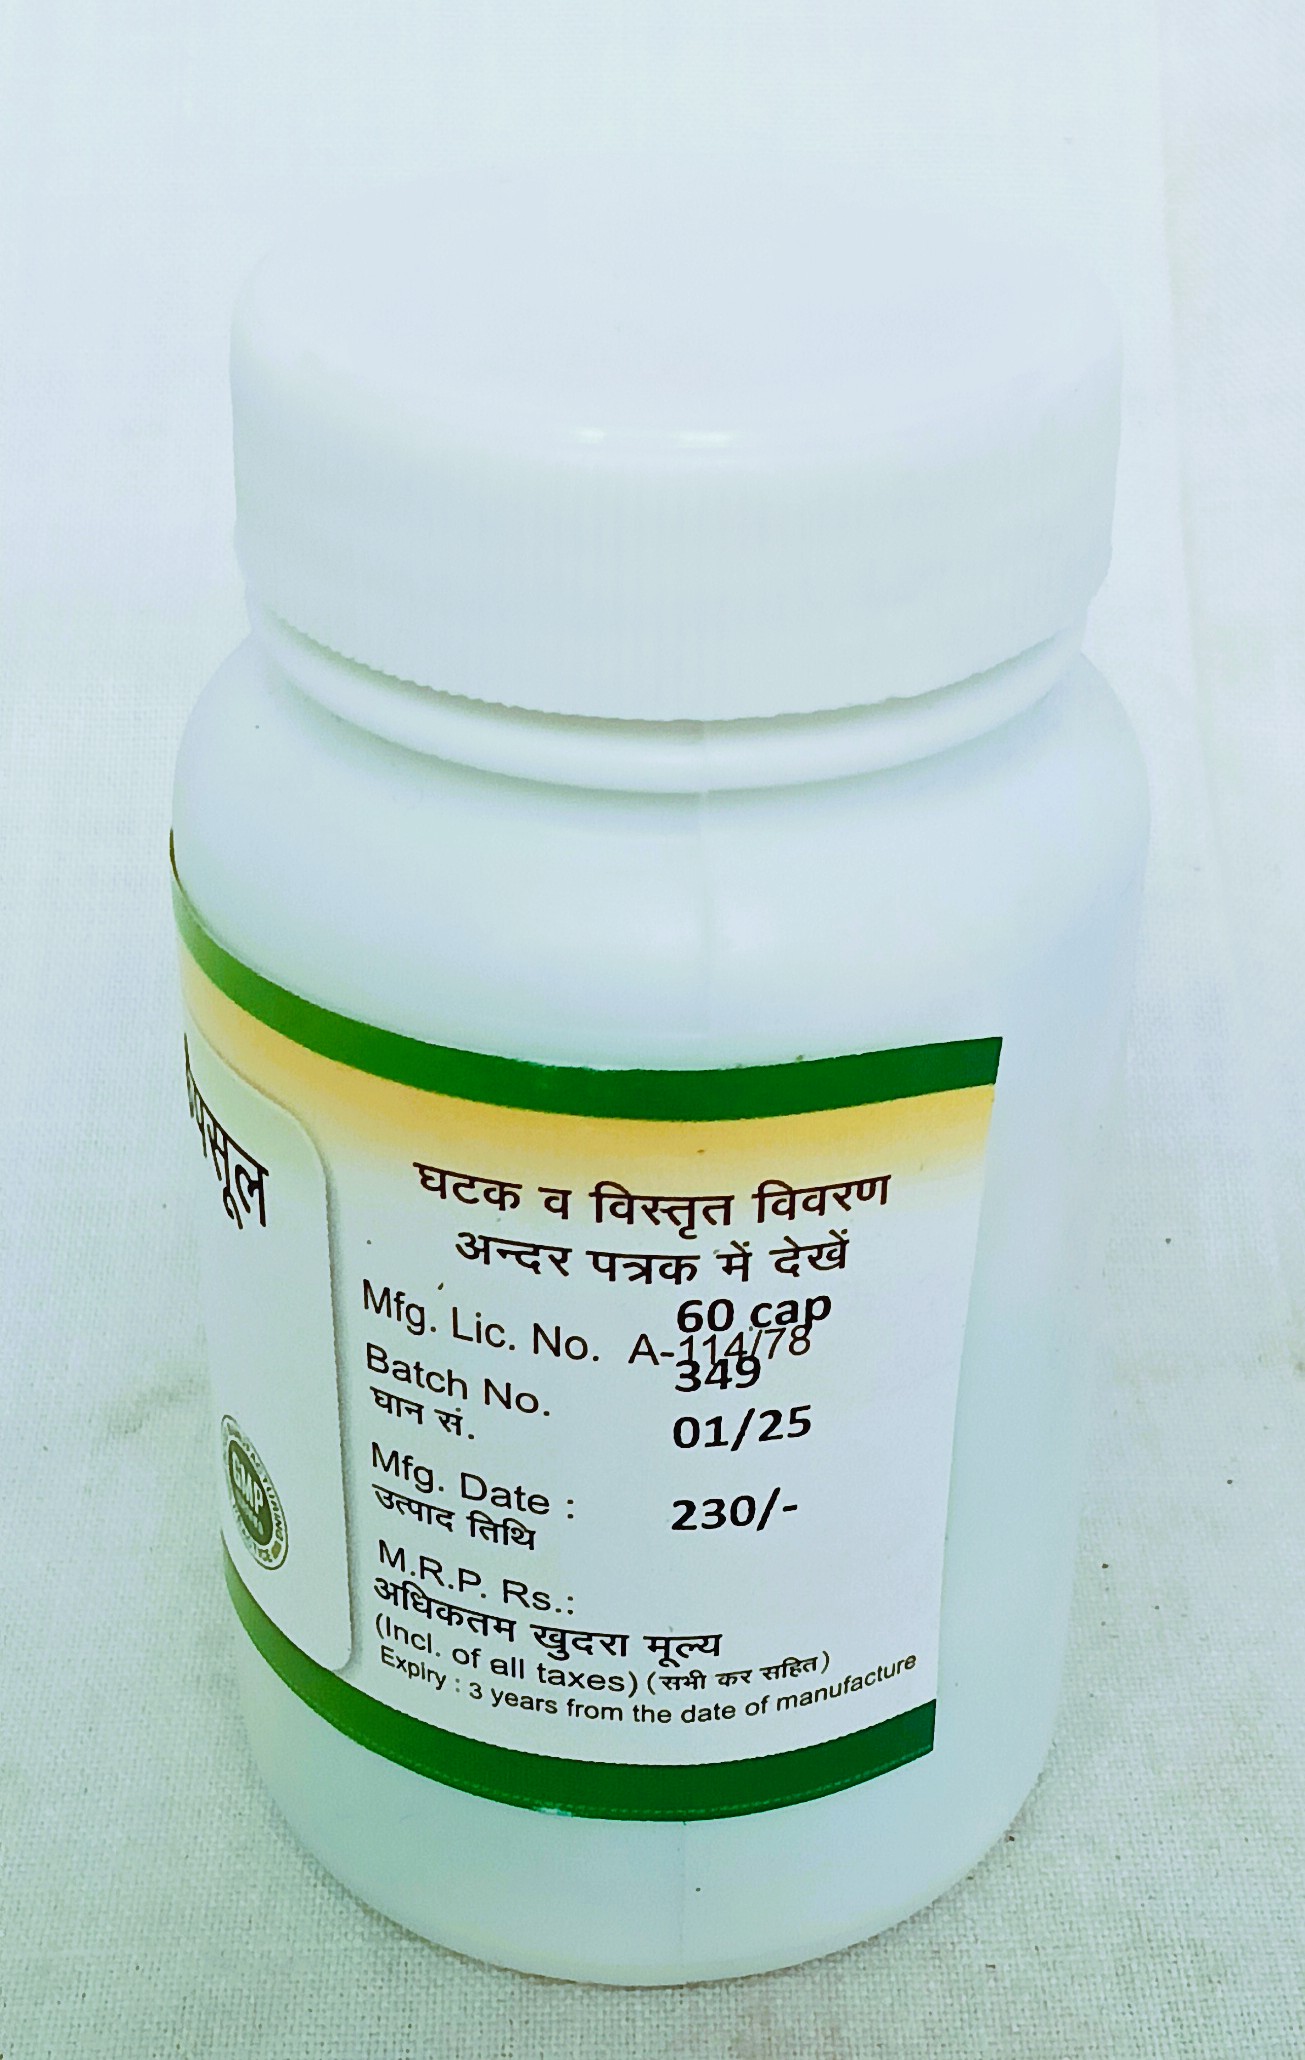 घटक व विस्तृत विवरण
अन्दर पत्रक में देखें
60 cap
Mfg. Lic. No. A-114/78
Batch No. 349
घान सं.
01/25
Mfg. Date :
उत्पाद तिथि
230/-
M.R.P. Rs.:
अधिकतम खुदरा मूल्य
(Incl. of all taxes) (सभी कर सहित)
Expiry : 3 years from the date of manufacture
GMP